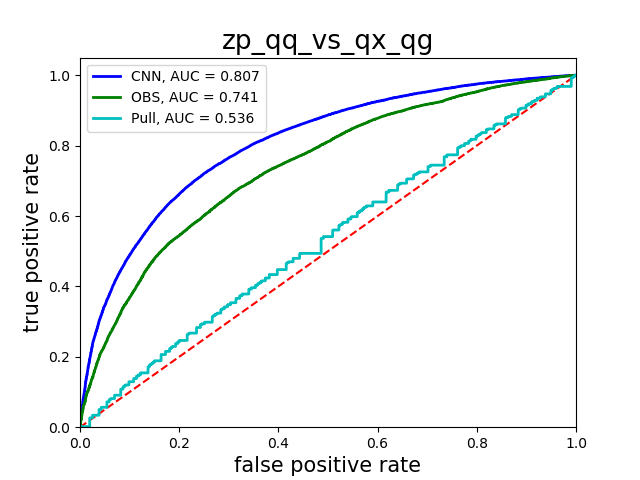 zp_qq_vs_qx_qg
CNN, AUC = 0.807
OBS, AUC = 0.741
Pull, AUC = 0.536
1.0
0.8
0.6
0.4
0.2
0.0
true positive rate
0.0 0.2 0.4 0.6 0.8 1.0
false positive rate